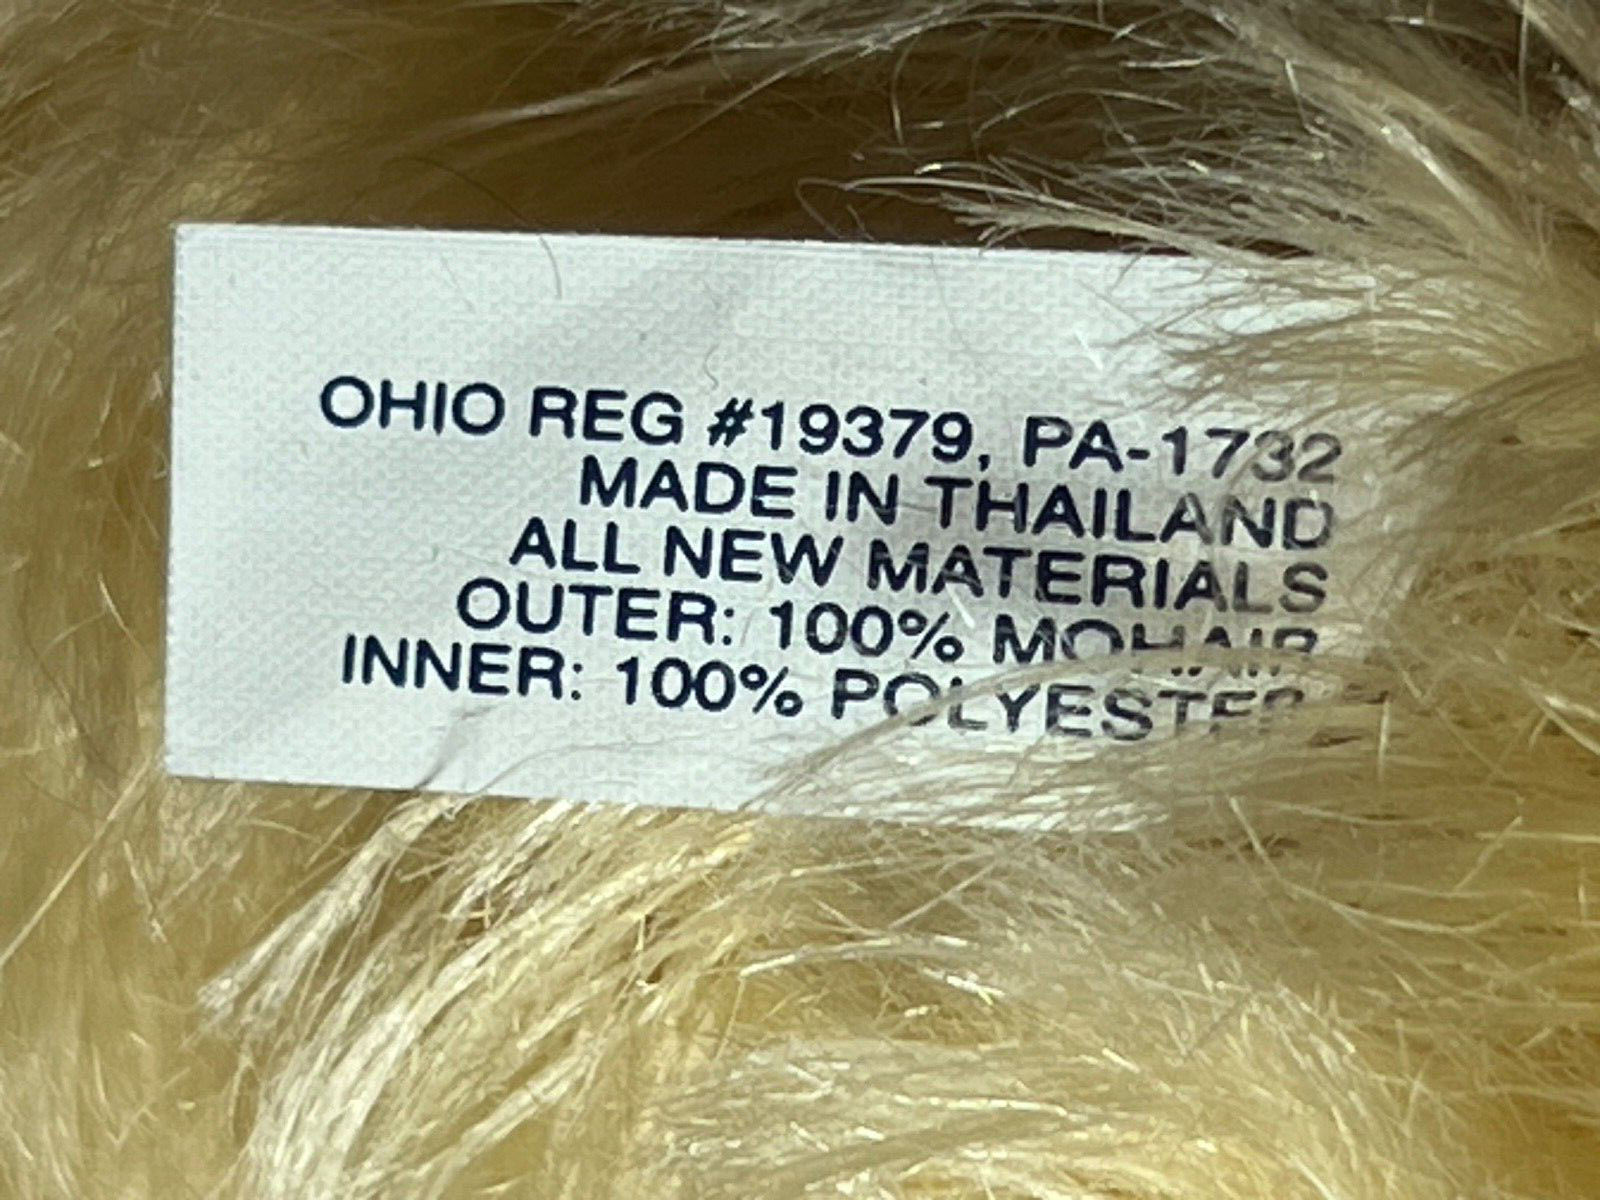 OHIO REG #19379, PA-1732
MADE IN THAILAND
ALL NEW MATERIALS
OUTER: 100% MOHAIR
INNER: 100% POLYESTER